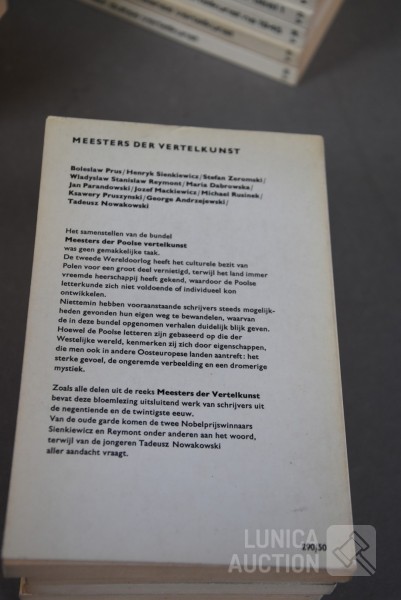 MEESTERS DER VERTELKUNST
Boleslaw Prus/Henryk Sienkiewicz/Stefan Zeromski/
Wladyslaw Stanislaw Reymont/Maria Dabrowska/
Jan Parandowski/Jozef Mackiewicz/Michael Rusinek/
Ksawery Pruszynski/George Andrzejewski/
Tadeusz Nowakowski
Het samenstellen van de bundel
Meesters der Poolse vertelkunst
was geen gemakkelijke taak.
De tweede Wereldoorlog heeft het culturele bezit van
Polen voor een groot deel vernietigd, terwijl het land immer
vreemde heerschappij heeft gekend, waardoor de Poolse
letterkunde zich niet voldoende of individueel kon
ontwikkelen.
Niettemin hebben vooraanstaande schrijvers steeds mogelijk-
heden gevonden hun eigen weg te bewandelen, waarvan
de in deze bundel opgenomen verhalen duidelijk blijk geven.
Hoewel de Poolse letteren zijn gebaseerd op die der
Westelijke wereld, kenmerken zij zich door eigenschappen,
die men ook in andere Oosteuropese landen aantreft: het
sterke gevoel, de ongeremde verbeelding en een dromerige
mystiek.
Zoals alle delen uit de reeks Meesters der Vertelkunst
bevat deze bloemlezing uitsluitend werk van schrijvers uit
de negentiende en de twintigste eeuw.
Van de oude garde komen de twee Nobelprijswinnaars
Sienkiewicz en Reymont onder anderen aan het woord,
terwijl van de jongeren Tadeusz Nowakowski
aller aandacht vraagt.
290,50
LUNICA
AUCTION